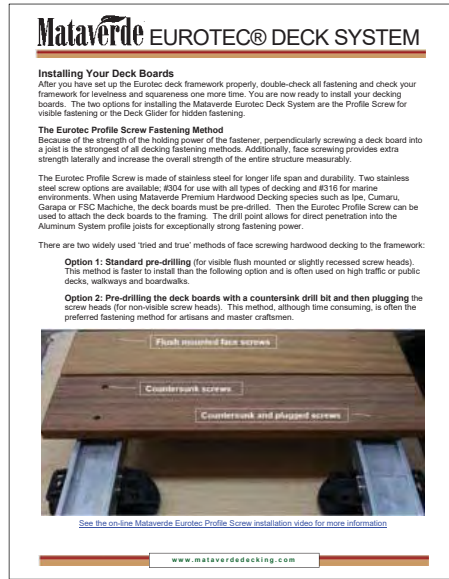 Mataverde EUROTEC® DECK SYSTEM
Installing Your Deck Boards
After you have set up the Eurotec deck framework properly, double-check all fastening and check your
framework for levelness and squareness one more time. You are now ready to install your decking
boards. The two options for installing the Mataverde Eurotec Deck System are the Profile Screw for
visible fastening or the Deck Glider for hidden fastening.
The Eurotec Profile Screw Fastening Method
Because of the strength of the holding power of the fastener, perpendicularly screwing a deck board into
a joist is the strongest of all decking fastening methods. Additionally, face screwing provides extra
strength laterally and increase the overall strength of the entire structure measurably.
The Eurotec Profile Screw is made of stainless steel for longer life span and durability. Two stainless
steel screw options are available; #304 for use with all types of decking and #316 for marine
environments. When using Mataverde Premium Hardwood Decking species such as Ipe, Cumaru,
Garapa or FSC Machiche, the deck boards must be pre-drilled. Then the Eurotec Profile Screw can be
used to attach the deck boards to the framing. The drill point allows for direct penetration into the
Aluminum System profile joists for exceptionally strong fastening power.
There are two widely used 'tried and true' methods of face screwing hardwood decking to the framework:
Option 1: Standard pre-drilling (for visible flush mounted or slightly recessed screw heads).
This method is faster to install than the following option and is often used on high traffic or public
decks, walkways and boardwalks.
Option 2: Pre-drilling the deck boards with a countersink drill bit and then plugging the
screw heads (for non-visible screw heads). This method, although time consuming, is often the
preferred fastening method for artisans and master craftsmen.
Flush mounted face screws
Countersunk screws
Countersunk and plugged screws
See the on-line Mataverde Eurotec Profile Screw installation video for more information
www.mataverdedecking.com